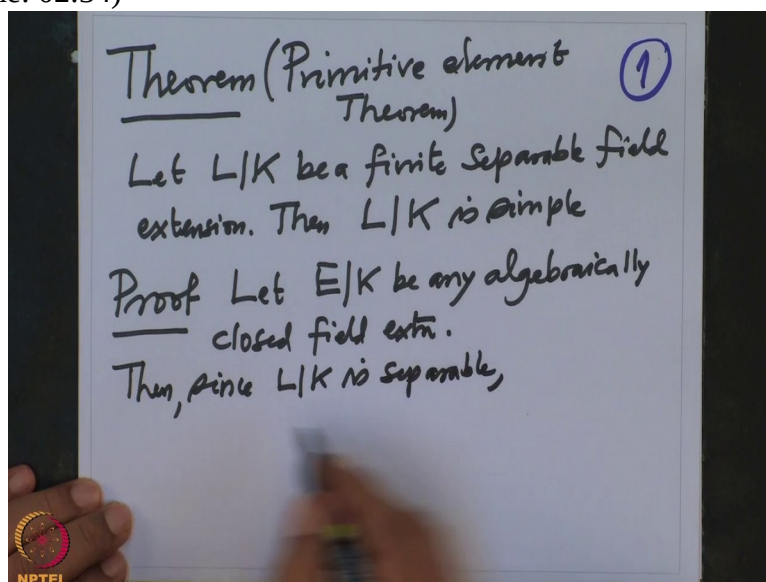 Theorem (Primitive element
Theorem)
1
Let L|K be a finite separable field
extension. Then L|K is simple
Proof Let E|K be any algebraically
closed field extn.
Then, since L|K is separable,
NPTEL